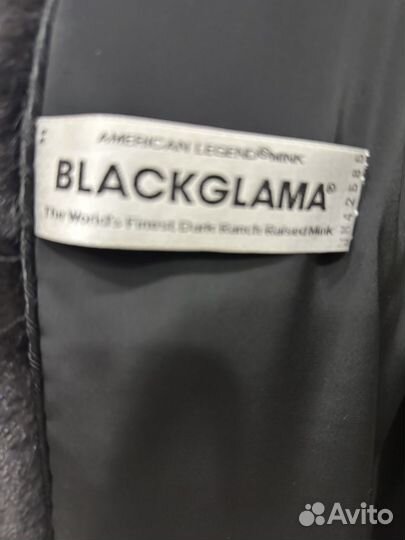 AMERICAN LEGEND® MINK
BLACKGLAMA®
The World's Finest Dark Ranch Raised Mink
Avito